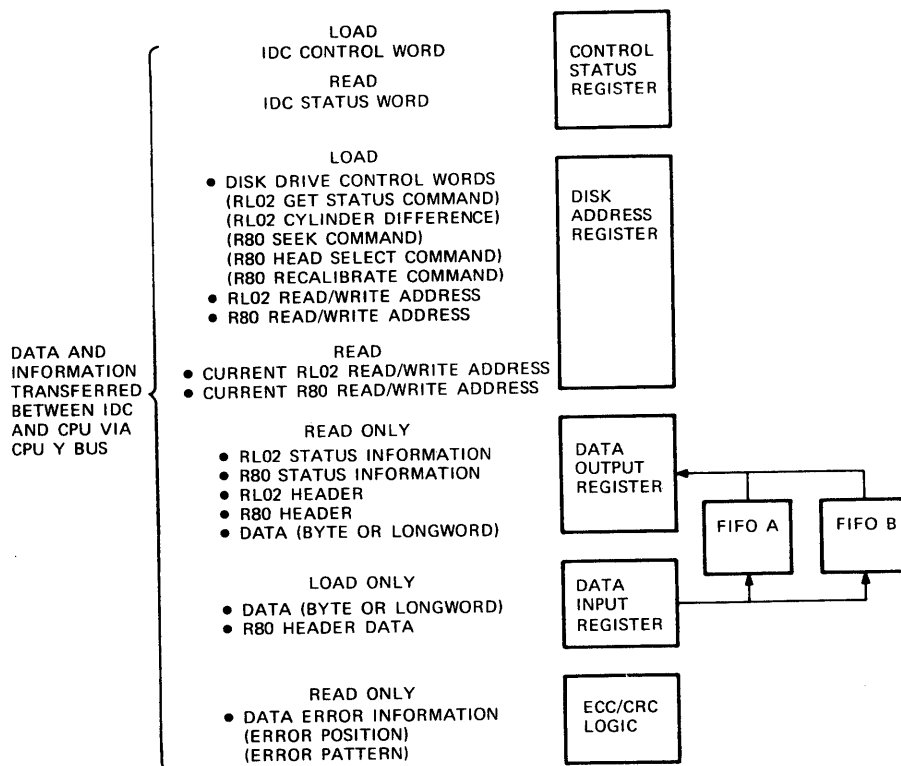 LOAD
IDC CONTROL WORD
READ
IDC STATUS WORD
CONTROL
STATUS
REGISTER
LOAD
• DISK DRIVE CONTROL WORDS
(RL02 GET STATUS COMMAND)
(RL02 CYLINDER DIFFERENCE)
(R80 SEEK COMMAND)
(R80 HEAD SELECT COMMAND)
(R80 RECALIBRATE COMMAND)
• RL02 READ/WRITE ADDRESS
• R80 READ/WRITE ADDRESS
DISK
ADDRESS
REGISTER
READ
• CURRENT RL02 READ/WRITE ADDRESS
• CURRENT R80 READ/WRITE ADDRESS
DATA AND
INFORMATION
TRANSFERRED
BETWEEN IDC
AND CPU VIA
CPU Y BUS
READ ONLY
• RL02 STATUS INFORMATION
• R80 STATUS INFORMATION
• RL02 HEADER
• R80 HEADER
• DATA (BYTE OR LONGWORD)
DATA
OUTPUT
REGISTER
FIFO A
FIFO B
LOAD ONLY
• DATA (BYTE OR LONGWORD)
• R80 HEADER DATA
DATA
INPUT
REGISTER
READ ONLY
• DATA ERROR INFORMATION
(ERROR POSITION)
(ERROR PATTERN)
ECC/CRC
LOGIC